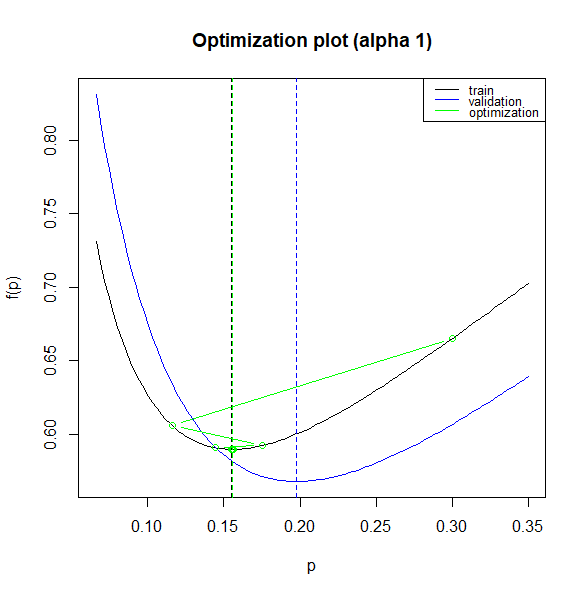 Optimization plot (alpha 1)
train
validation
optimization
f(p)
0.80
0.75
0.70
0.65
0.60
0.10 0.15 0.20 0.25 0.30 0.35
p